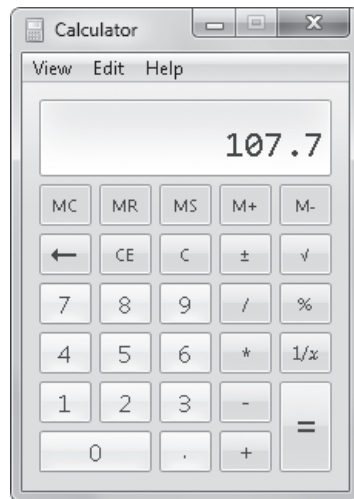 Calculator
View Edit Help
107.7
MC MR MS M+ M-
← CE C ± √
7 8 9 / %
4 5 6 * 1/x
1 2 3 -
0 . + =